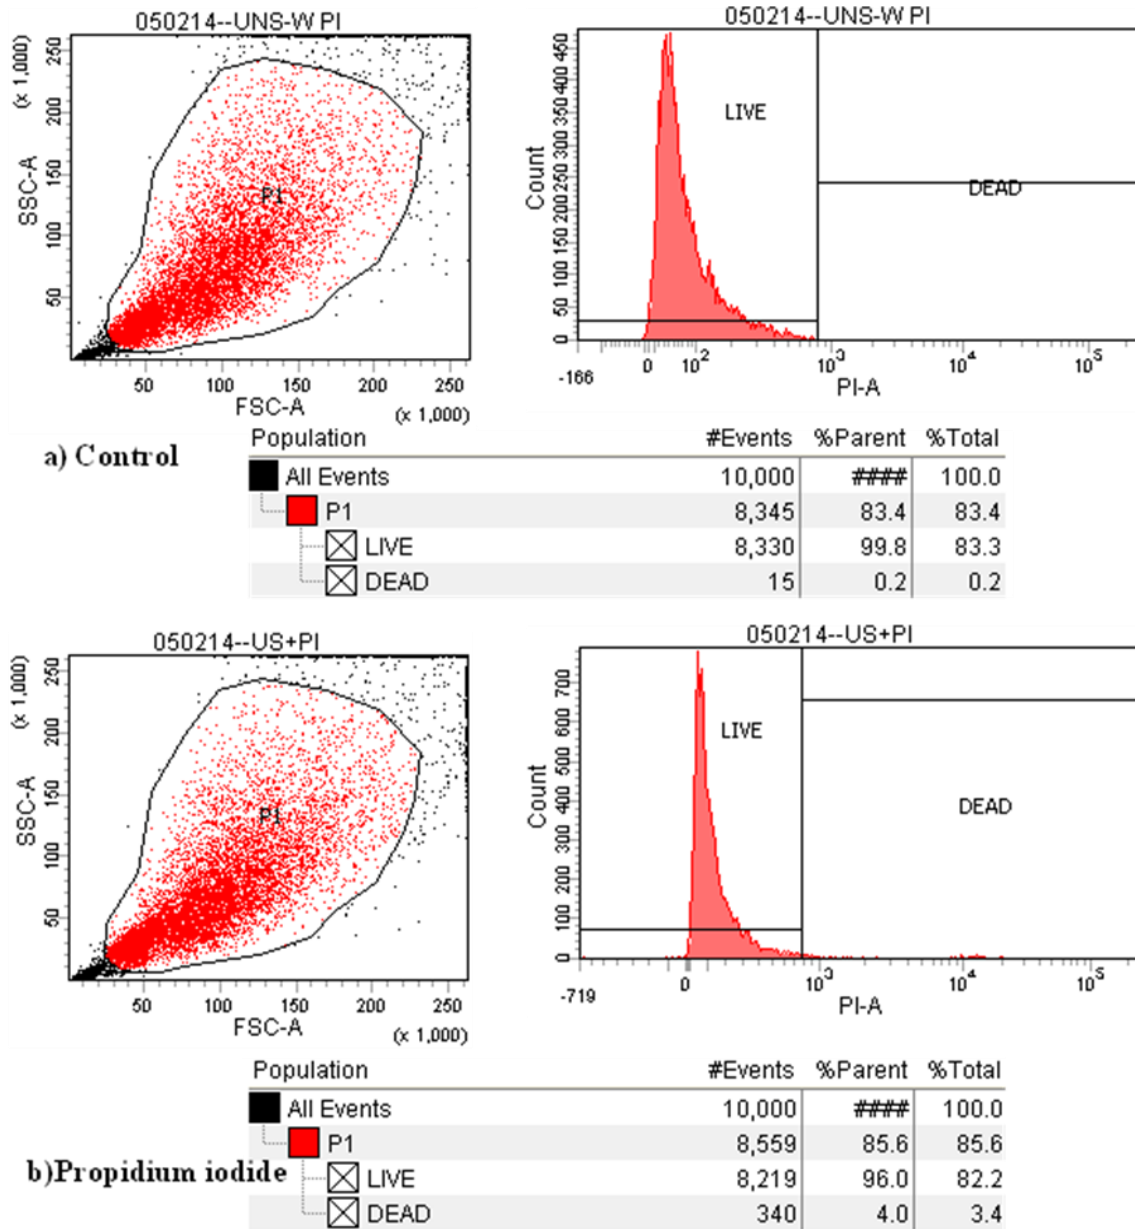 050214--UNS-W PI
050214--UNS-W PI
(x 1,000)
SSC-A
250
200
150
100
50
P1
50 100 150 200 250
FSC-A
(x 1,000)
Count
450
400
350
300
250
200
150
100
50
0
LIVE
DEAD
-166 0 10² 10³ 10⁴ 10⁵
PI-A
a) Control
Population #Events %Parent %Total
All Events 10,000 #### 100.0
P1 8,345 83.4 83.4
LIVE 8,330 99.8 83.3
DEAD 15 0.2 0.2
050214--US+PI
050214--US+PI
(x 1,000)
SSC-A
250
200
150
100
50
P1
50 100 150 200 250
FSC-A
(x 1,000)
Count
700
600
500
400
300
200
100
0
LIVE
DEAD
-719 0 10³ 10⁴ 10⁵
PI-A
b)Propidium iodide
Population #Events %Parent %Total
All Events 10,000 #### 100.0
P1 8,559 85.6 85.6
LIVE 8,219 96.0 82.2
DEAD 340 4.0 3.4